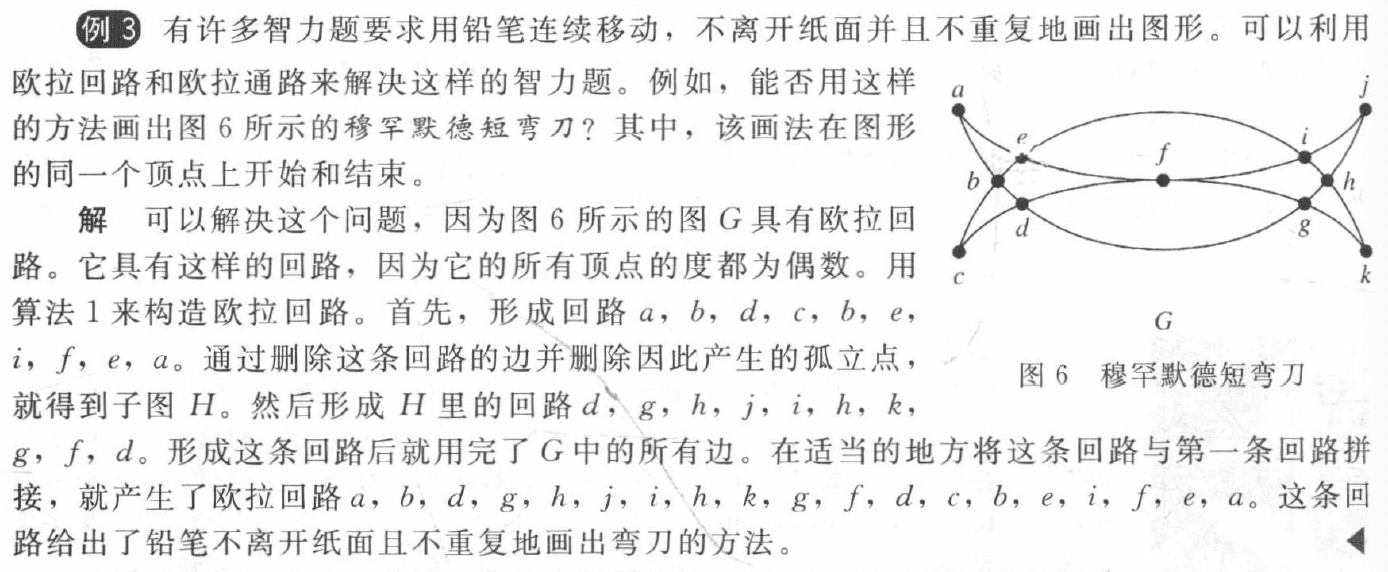 例 3 有许多智力题要求用铅笔连续移动，不离开纸面并且不重复地画出图形。可以利用
欧拉回路和欧拉通路来解决这样的智力题。例如，能否用这样
的方法画出图 6 所示的穆罕默德短弯刀？其中，该画法在图形
的同一个顶点上开始和结束。
解 可以解决这个问题，因为图 6 所示的图 G 具有欧拉回
路。它具有这样的回路，因为它的所有顶点的度都为偶数。用
算法 1 来构造欧拉回路。首先，形成回路 a，b，d，c，b，e，
i，f，e，a。通过删除这条回路的边并删除因此产生的孤立点，
就得到子图 H。然后形成 H 里的回路 d，g，h，j，i，h，k，
g，f，d。形成这条回路后就用完了 G 中的所有边。在适当的地方将这条回路与第一条回路拼
接，就产生了欧拉回路 a，b，d，g，h，j，i，h，k，g，f，d，c，b，e，i，f，e，a。这条回
路给出了铅笔不离开纸面且不重复地画出弯刀的方法。
a
j
e
f
i
b
h
d
g
c
k
G
图 6 穆罕默德短弯刀